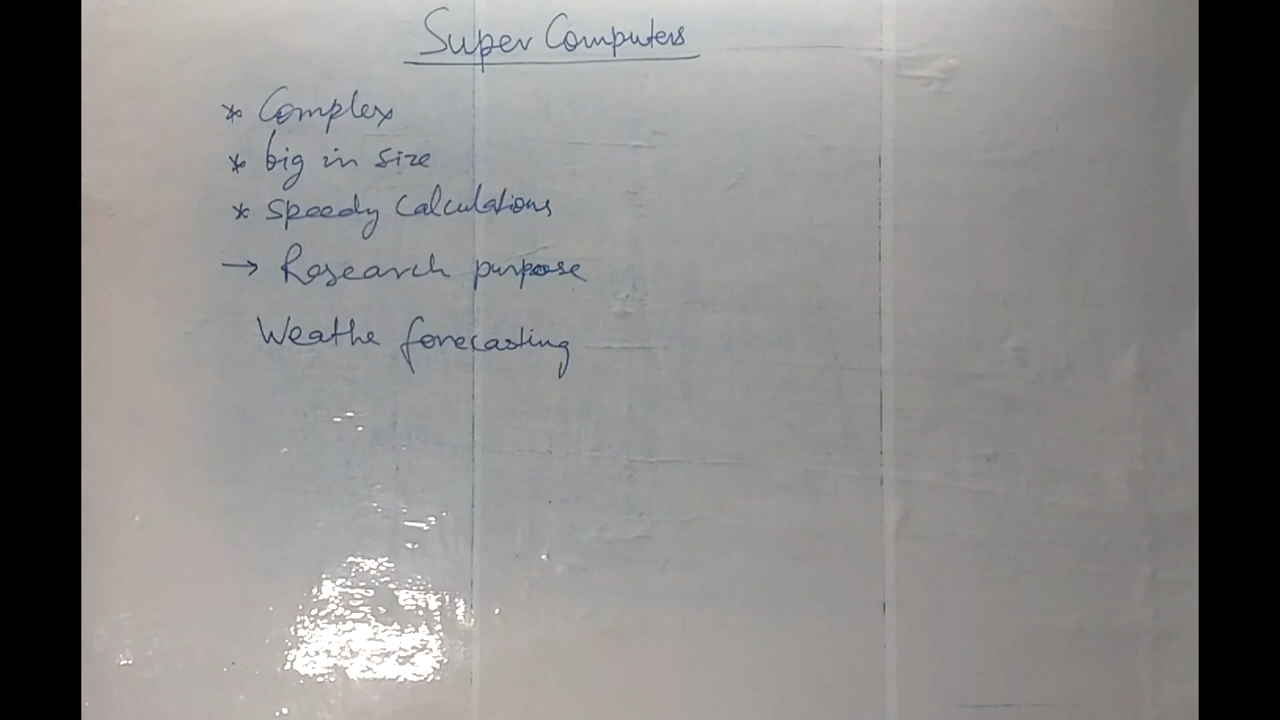 Super Computers
* Complex
* big in size
* Speedy Calculations
→ Research purpose
Weathe forecasting